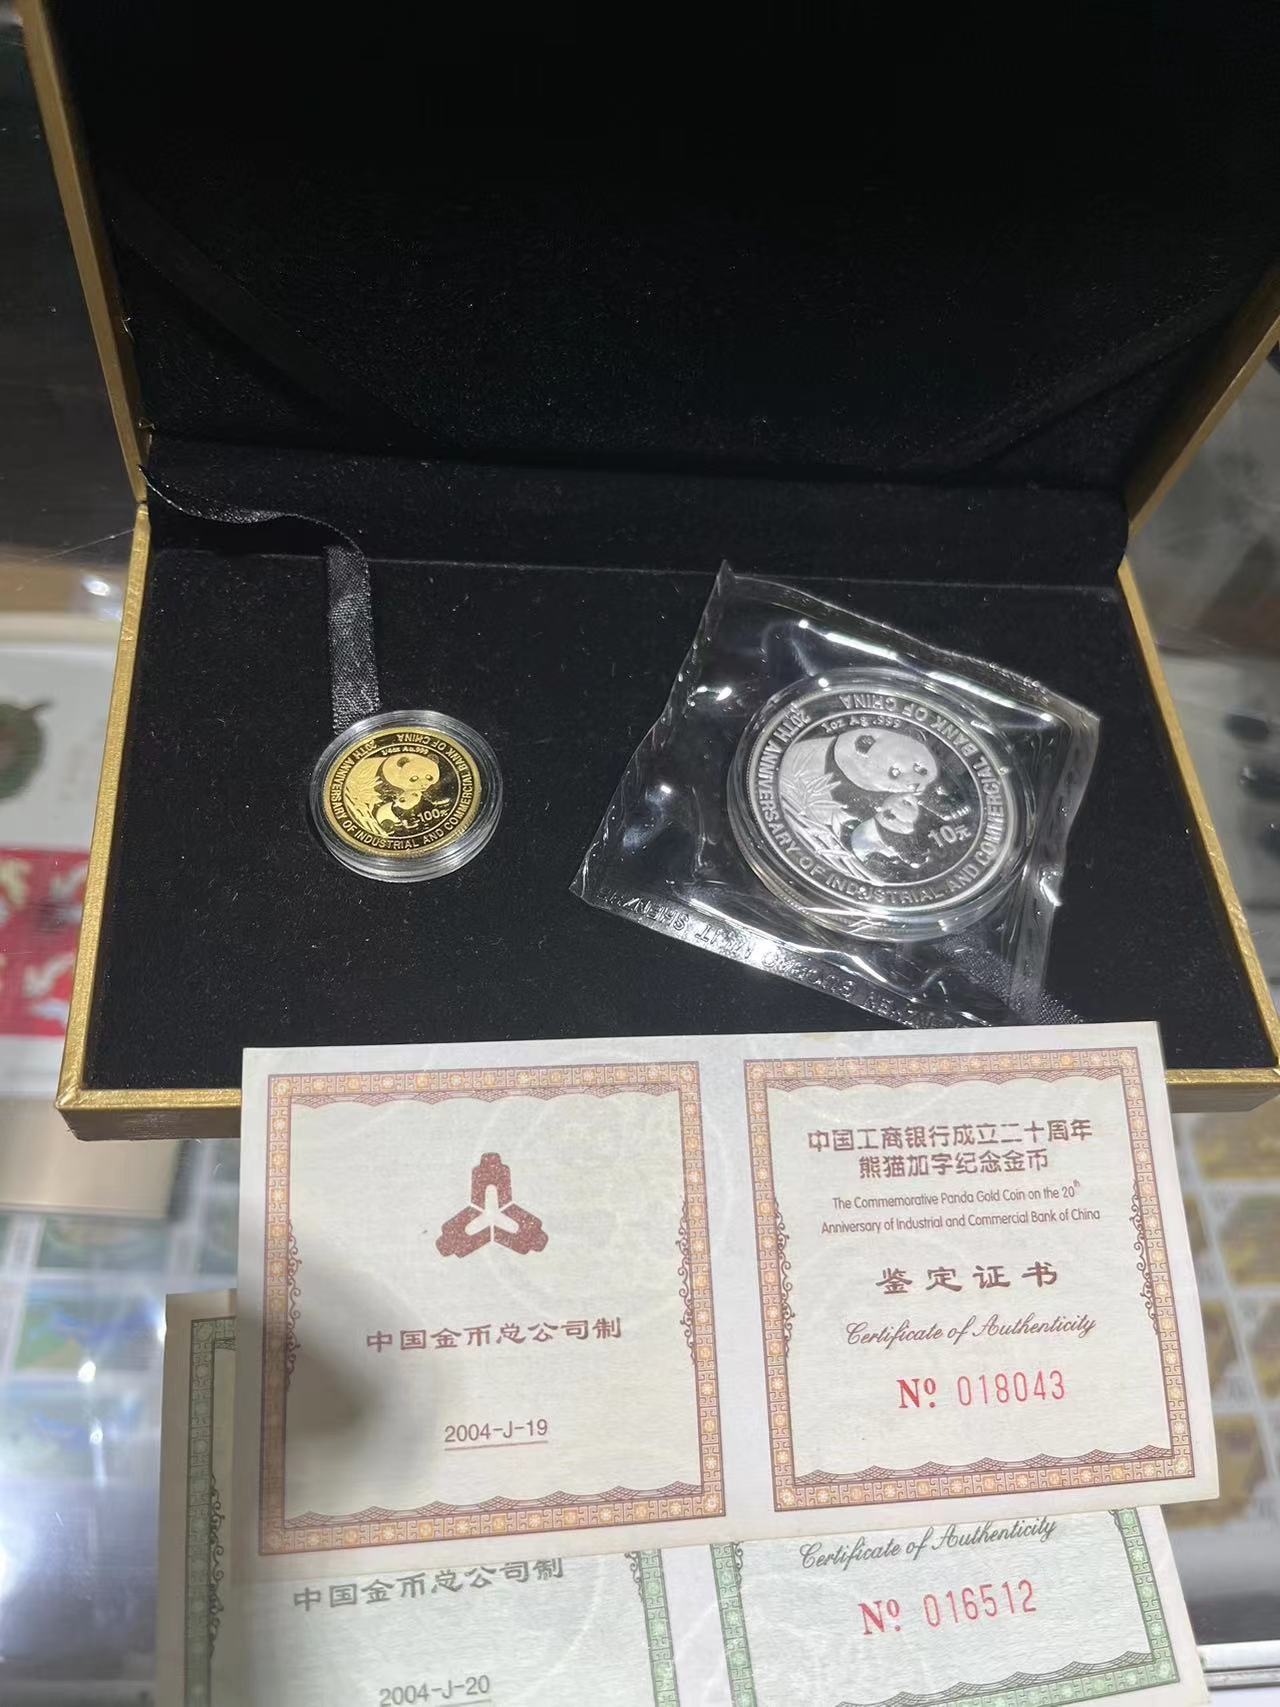 20TH ANNIVERSARY OF INDUSTRIAL AND COMMERCIAL BANK OF CHINA
1/4oz Au.999
100元
20TH ANNIVERSARY OF INDUSTRIAL AND COMMERCIAL BANK OF CHINA
1oz Ag.999
10元
中国金币总公司制
2004-J-19
中国工商银行成立二十周年
熊猫加字纪念金币
The Commemorative Panda Gold Coin on the 20th
Anniversary of Industrial and Commercial Bank of China
鉴定证书
Certificate of Authenticity
Nº 018043
中国金币总公司制
2004-J-20
Certificate of Authenticity
Nº 016512